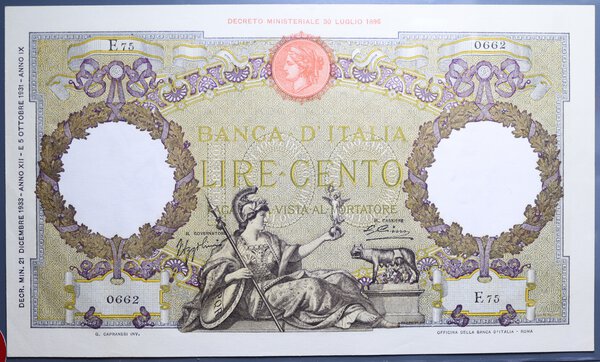 DECRETO MINISTERIALE 30 LUGLIO 1896
E 75
0662
BANCA D'ITALIA
LIRE·CENTO
PAGABILI A VISTA AL PORTATORE
IL GOVERNATORE
IL CASSIERE
0662
E 75
DECR. MIN. 21 DICEMBRE 1933 - ANNO XII - E 5 OTTOBRE 1931 - ANNO IX
G. CAPRANESI INV.
OFFICINA DELLA BANCA D'ITALIA - ROMA